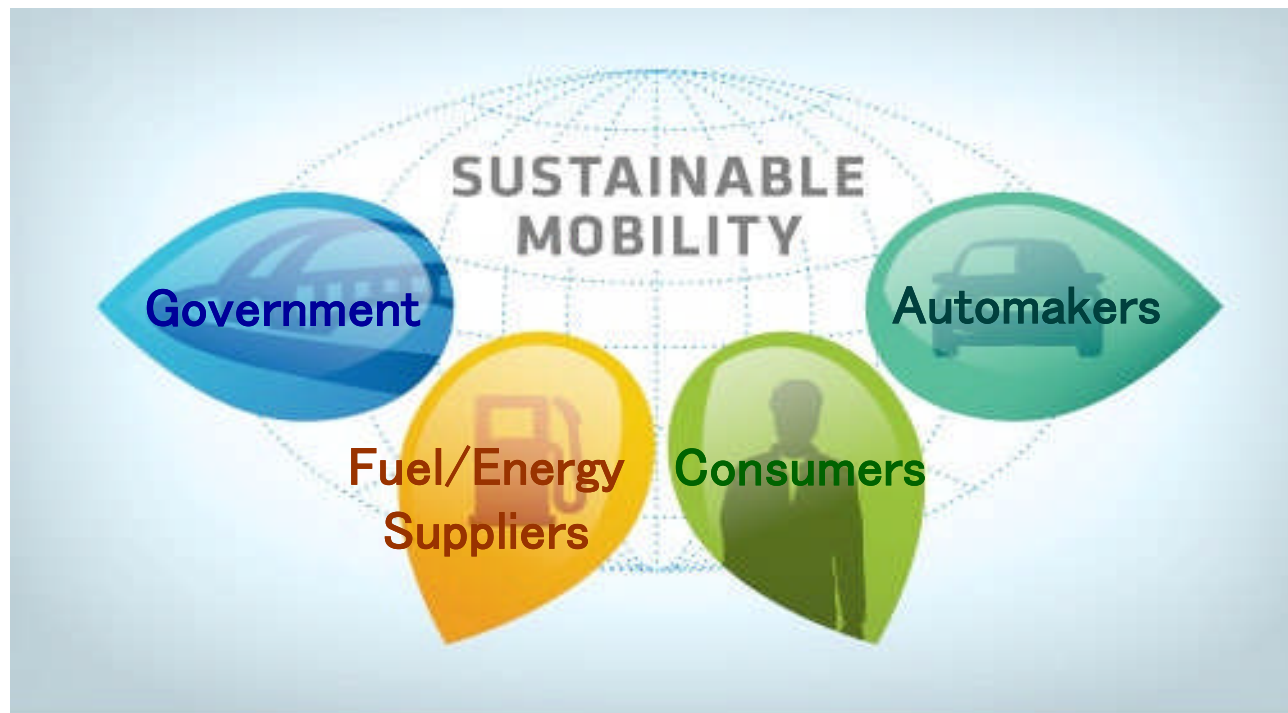 SUSTAINABLE
MOBILITY
Government
Automakers
Fuel/Energy
Suppliers
Consumers